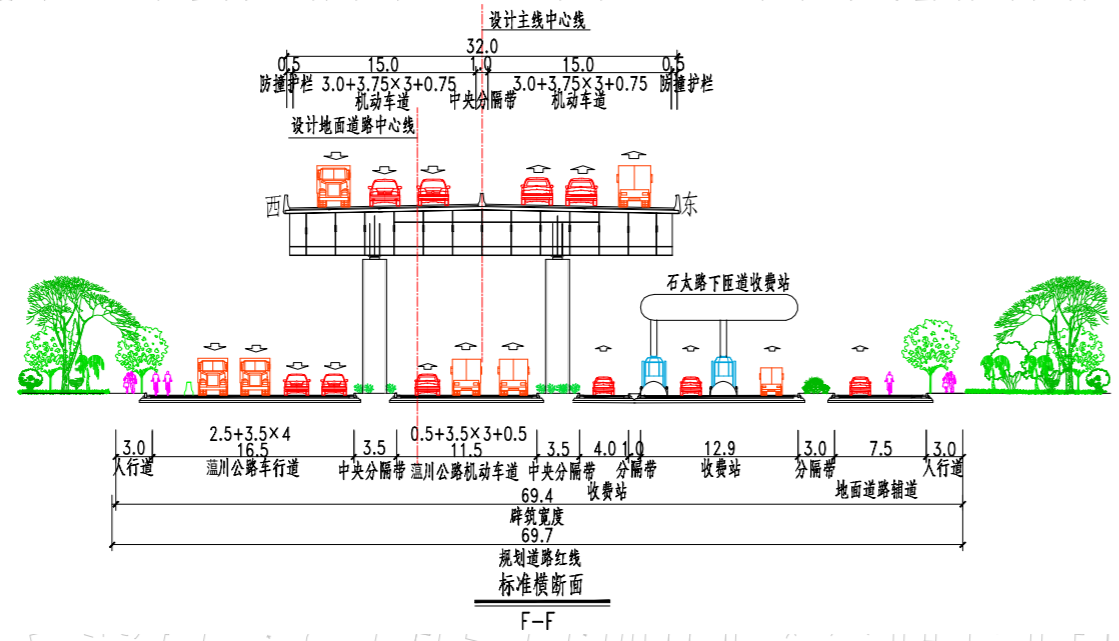 设计主线中心线
32.0
0.5 15.0 1.0 15.0 0.5
防撞护栏 3.0+3.75×3+0.75 中央分隔带 3.0+3.75×3+0.75 防撞护栏
机动车道 机动车道
设计地面道路中心线
西 东
石太路下匝道收费站
2.5+3.5×4 0.5+3.5×3+0.5
3.0 16.5 3.5 11.5 3.5 4.0 1.0 12.9 3.0 7.5 3.0
人行道 蕰川公路车行道 中央分隔带 蕰川公路机动车道 中央分隔带 分隔带 收费站 分隔带 人行道
收费站 地面道路辅道
69.4
辟筑宽度
69.7
规划道路红线
标准横断面
F-F